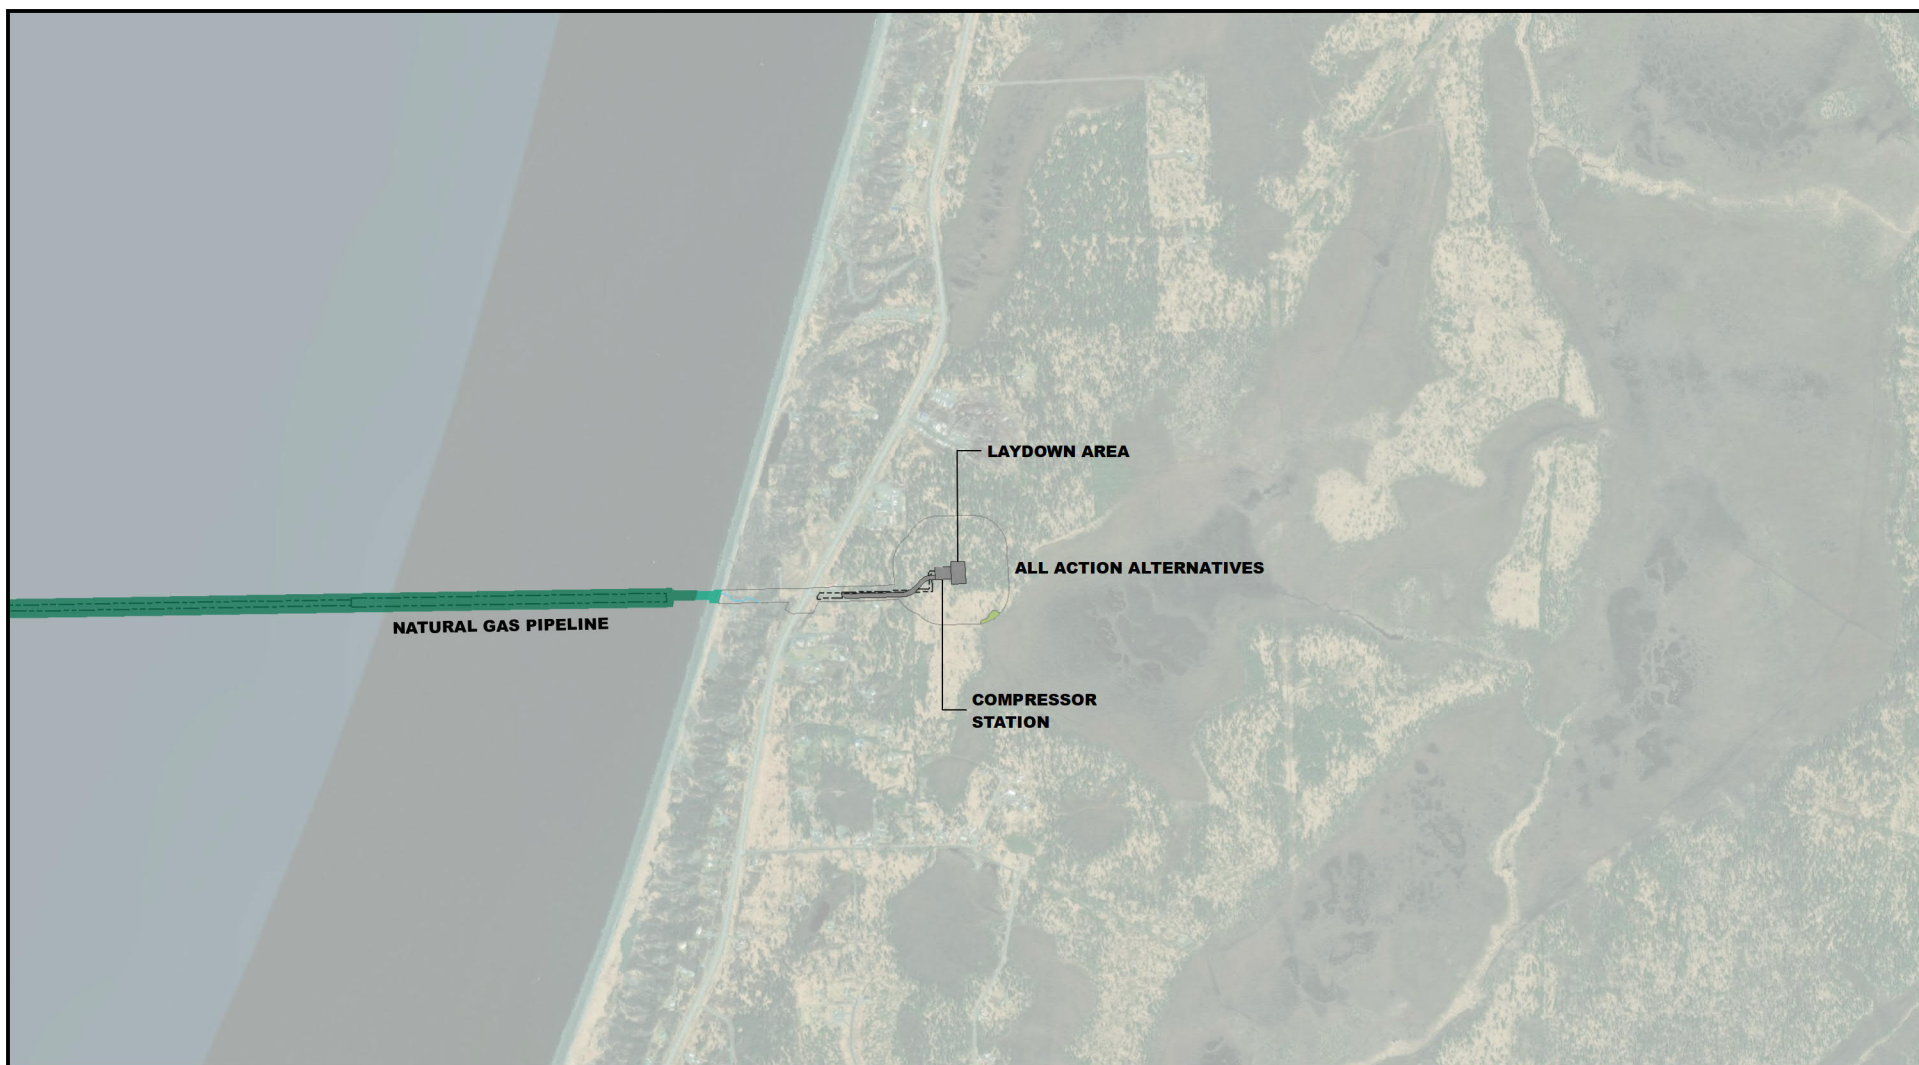 LAYDOWN AREA
ALL ACTION ALTERNATIVES
NATURAL GAS PIPELINE
COMPRESSOR
STATION